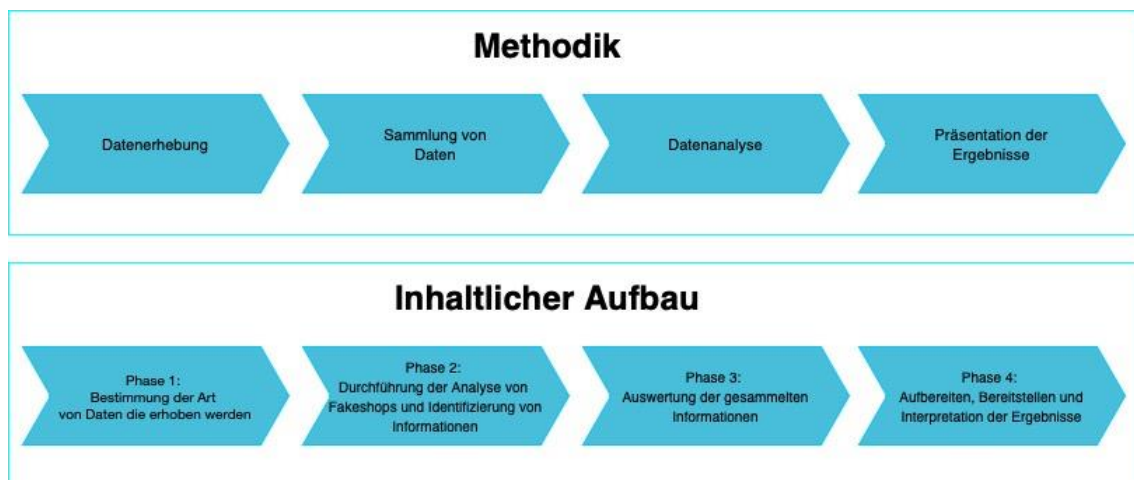 Methodik
Datenerhebung
Sammlung von
Daten
Datenanalyse
Präsentation der
Ergebnisse
Inhaltlicher Aufbau
Phase 1:
Bestimmung der Art
von Daten die erhoben werden
Phase 2:
Durchführung der Analyse von
Fakeshops und Identifizierung von
Informationen
Phase 3:
Auswertung der gesammelten
Informationen
Phase 4:
Aufbereiten, Bereitstellen und
Interpretation der Ergebnisse